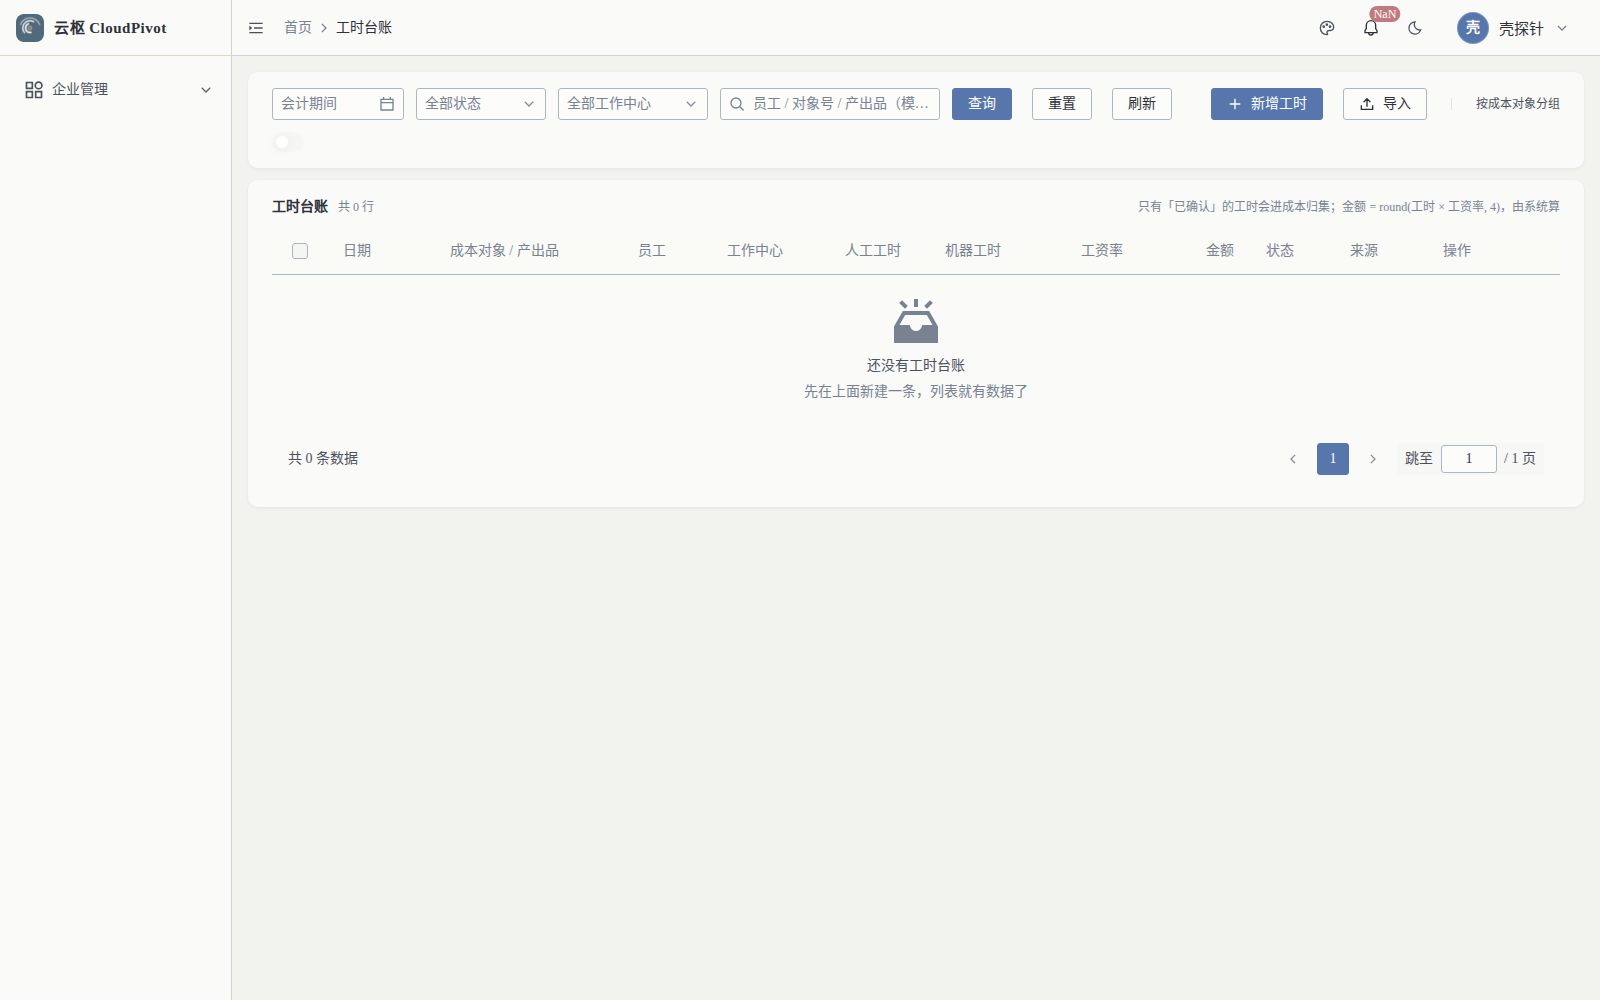 云枢 CloudPivot
首页 > 工时台账
NaN
壳 壳探针
企业管理
会计期间 全部状态 全部工作中心 员工 / 对象号 / 产出品（模… 查询 重置 刷新 新增工时 导入 按成本对象分组
工时台账 共 0 行 只有「已确认」的工时会进成本归集；金额 = round(工时 × 工资率, 4)，由系统算
日期 成本对象 / 产出品 员工 工作中心 人工工时 机器工时 工资率 金额 状态 来源 操作
还没有工时台账
先在上面新建一条，列表就有数据了
共 0 条数据 1 跳至 1 / 1 页